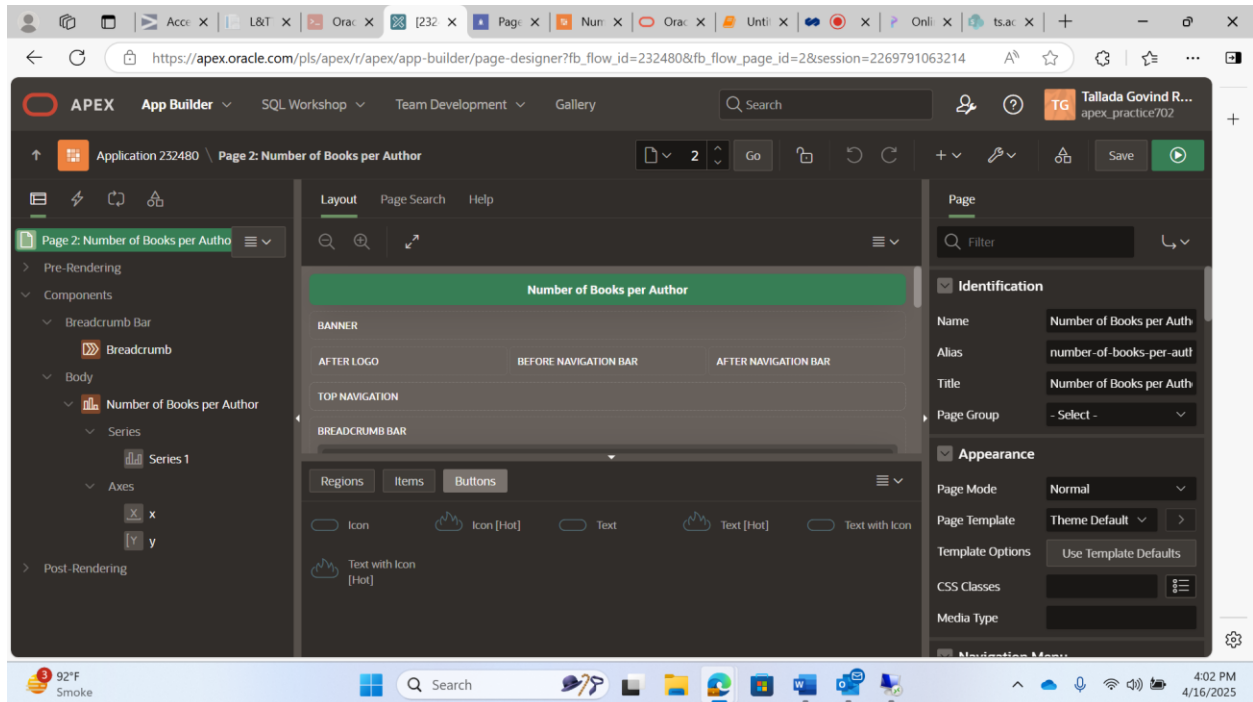 Acce
L&T
Orac
[232
Page
Num
Orac
Until
Onli
ts.ac
https://apex.oracle.com/pls/apex/r/apex/app-builder/page-designer?fb_flow_id=232480&fb_flow_page_id=2&session=2269791063214
APEX App Builder SQL Workshop Team Development Gallery Search TG Tallada Govind R...
apex_practice702
Application 232480 \ Page 2: Number of Books per Author 2 Go Save
Layout Page Search Help Page
Page 2: Number of Books per Autho
Filter
Pre-Rendering
Components
Breadcrumb Bar
Breadcrumb
Body
Number of Books per Author
Series
Series 1
Axes
X x
Y y
Post-Rendering
Number of Books per Author
BANNER
AFTER LOGO BEFORE NAVIGATION BAR AFTER NAVIGATION BAR
TOP NAVIGATION
BREADCRUMB BAR
Regions Items Buttons
Icon Icon [Hot] Text Text [Hot] Text with Icon
Text with Icon
[Hot]
Identification
Name Number of Books per Auth
Alias number-of-books-per-aut
Title Number of Books per Auth
Page Group - Select -
Appearance
Page Mode Normal
Page Template Theme Default
Template Options Use Template Defaults
CSS Classes
Media Type
Navigation Menu
3 92°F
Smoke
Search
4:02 PM
4/16/2025